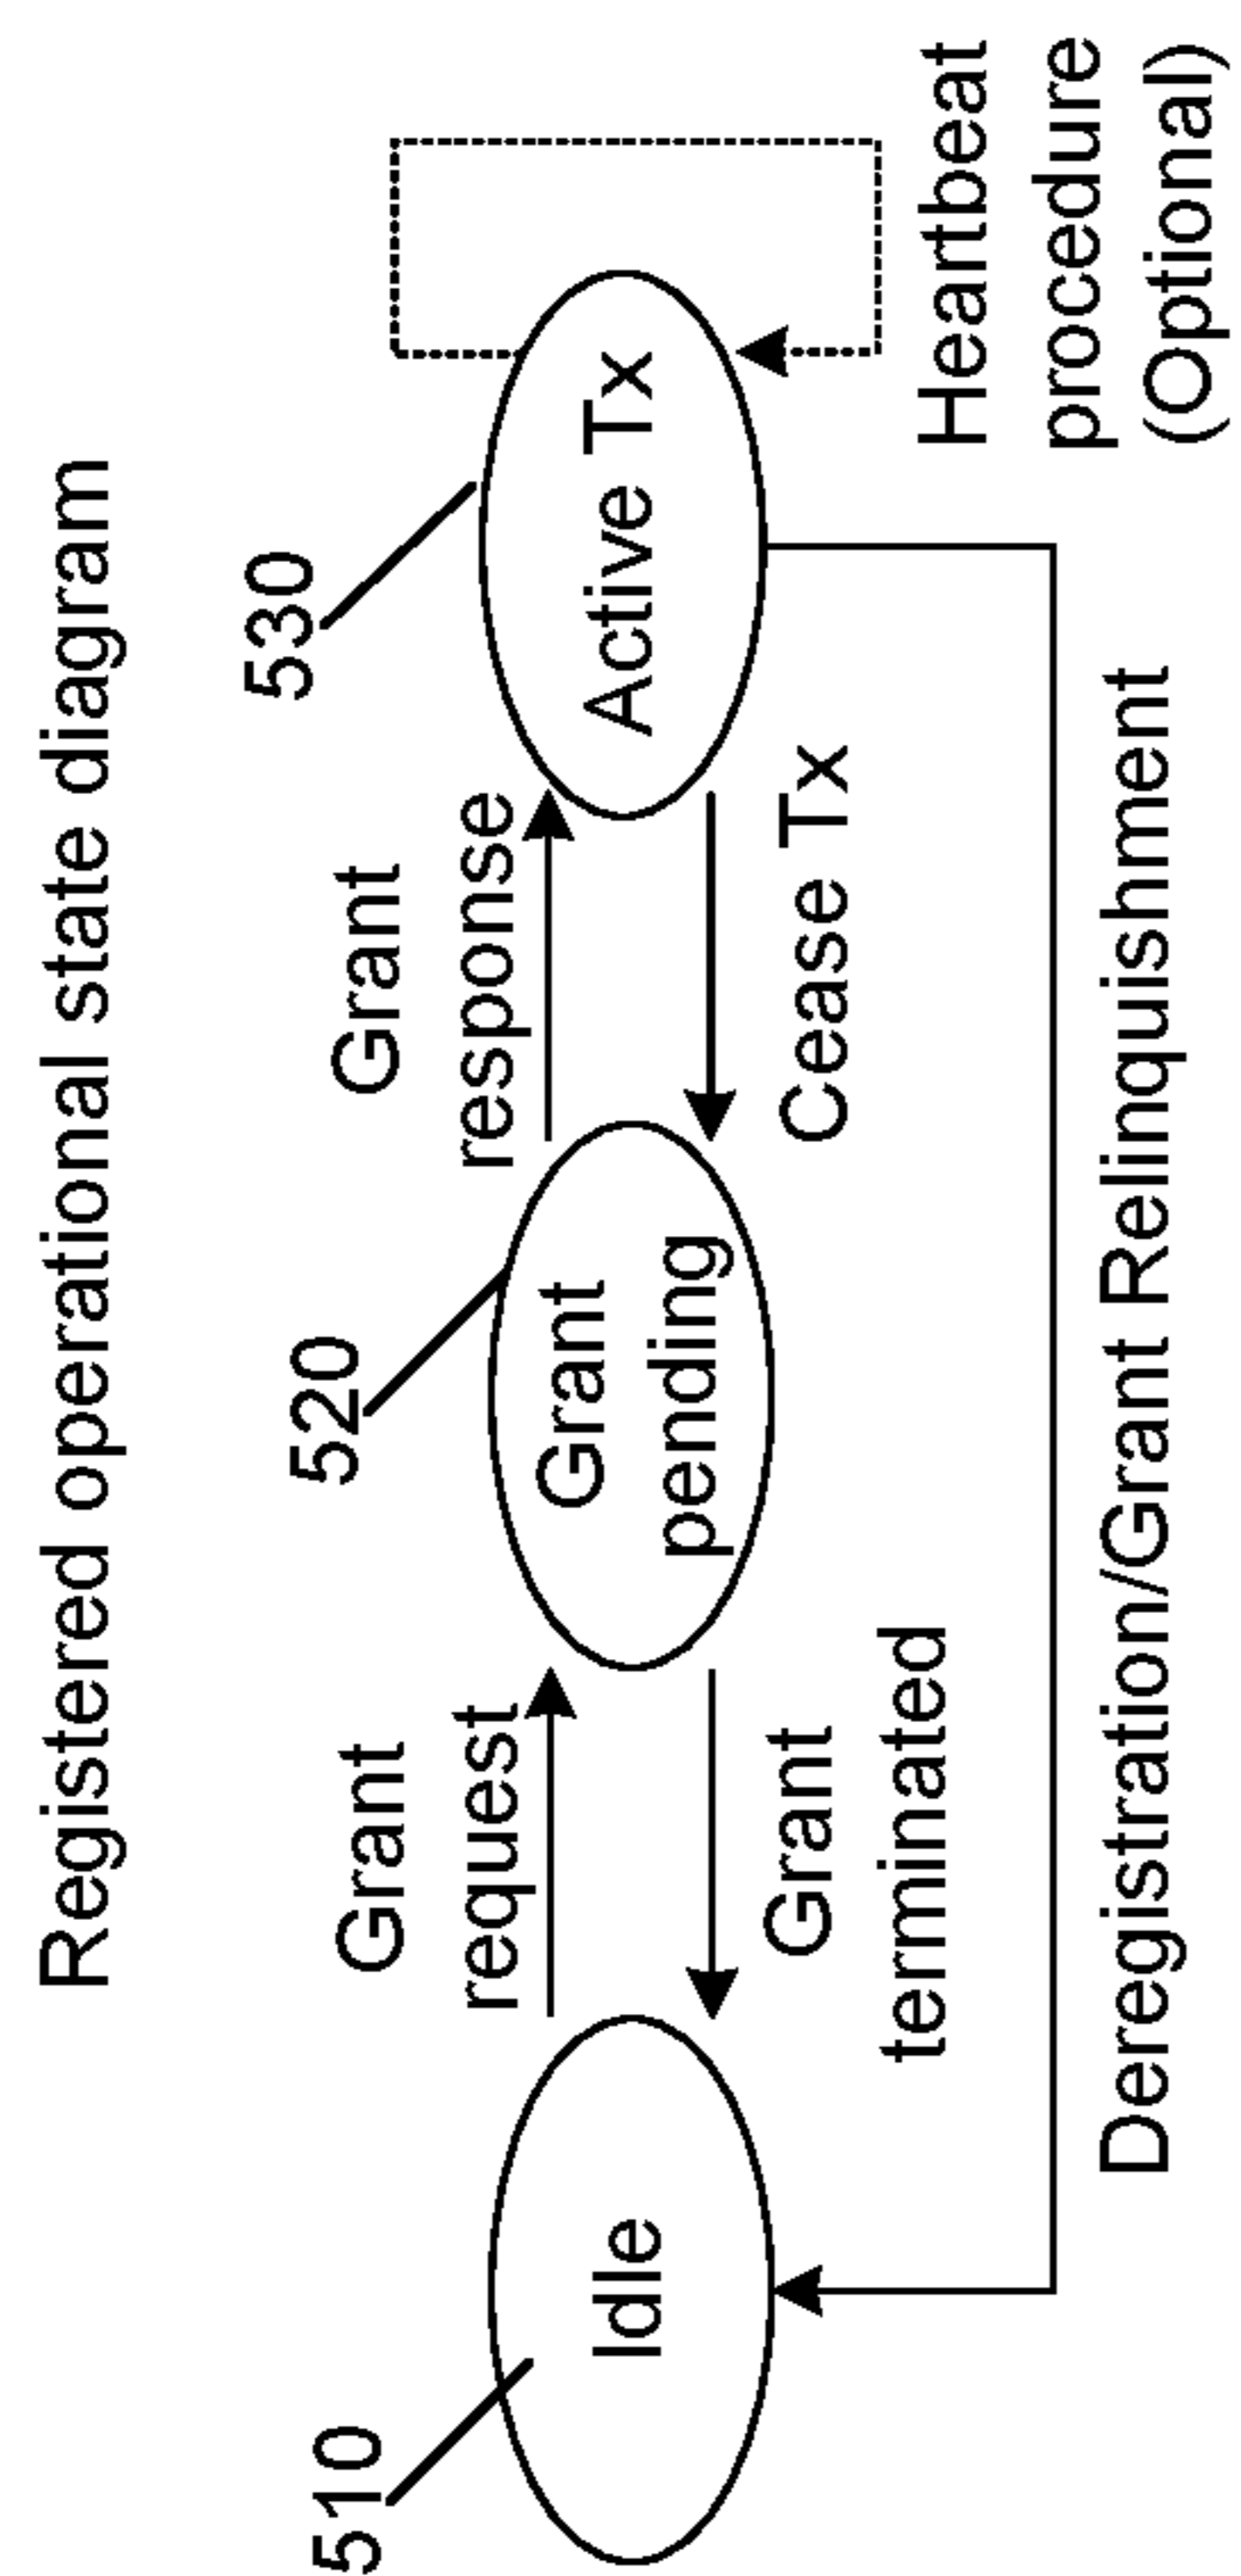 Registered operational state diagram
530
520
510
Grant
response
Grant
request
Active Tx
Grant
pending
Idle
Cease Tx
Grant
terminated
Heartbeat
procedure
(Optional)
Deregistration/Grant Relinquishment